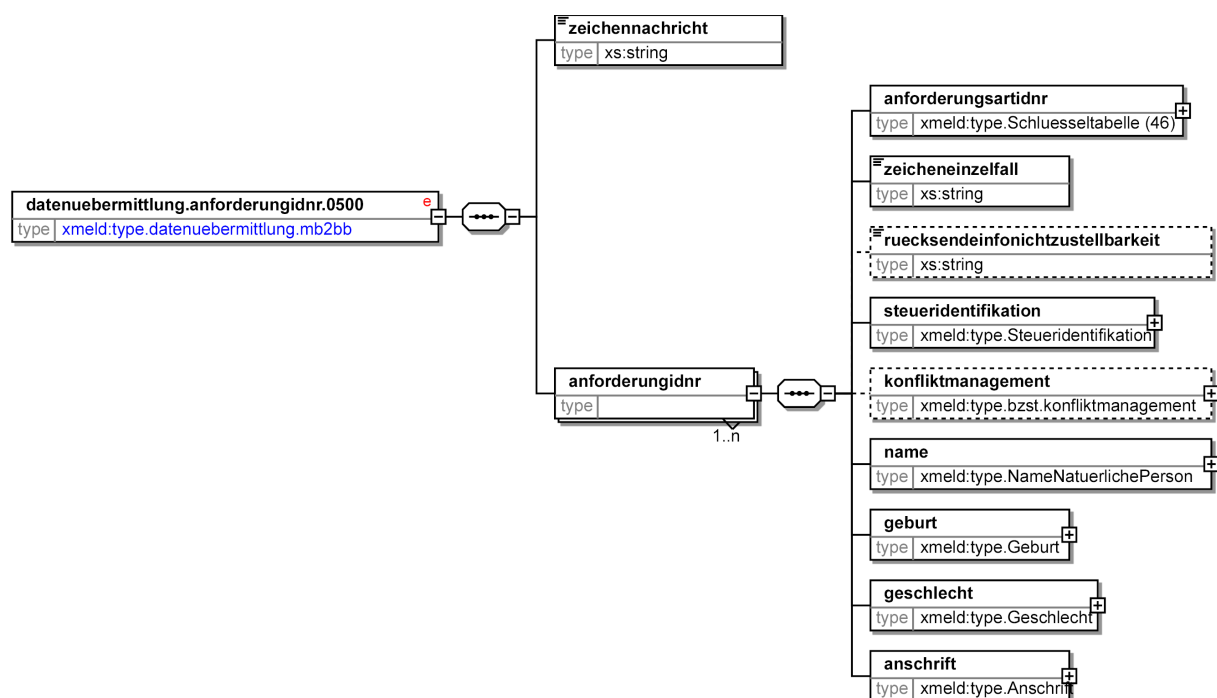 zeichennachricht
type xs:string
anforderungsartidnr
type xmeld:type.Schluesseltabelle (46)
zeicheneinzelfall
type xs:string
datenuebermittlung.anforderungidnr.0500 e
type xmeld:type.datenuebermittlung.mb2bb
ruecksendeinfonichtzustellbarkeit
type xs:string
steueridentifikation
type xmeld:type.Steueridentifikation
anforderungidnr
type
1..n
konfliktmanagement
type xmeld:type.bzst.konfliktmanagement
name
type xmeld:type.NameNatuerlichePerson
geburt
type xmeld:type.Geburt
geschlecht
type xmeld:type.Geschlecht
anschrift
type xmeld:type.Anschrift